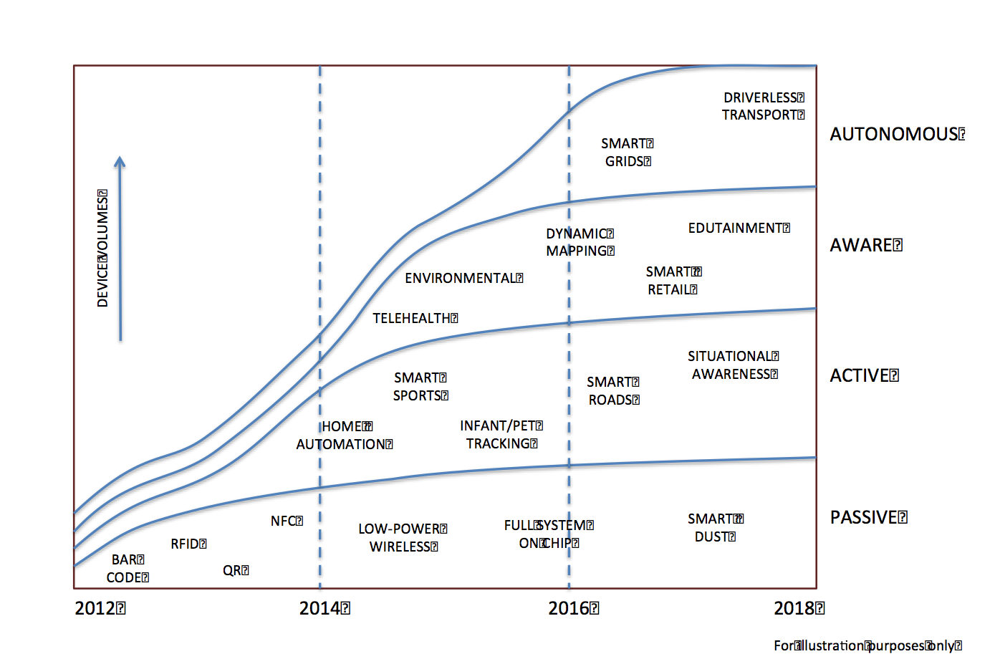 DRIVERLESS
TRANSPORT
AUTONOMOUS
SMART
GRIDS
DEVICE VOLUMES
DYNAMIC
MAPPING
EDUTAINMENT
AWARE
ENVIRONMENTAL
SMART
RETAIL
TELEHEALTH
SITUATIONAL
AWARENESS
ACTIVE
SMART
SPORTS
SMART
ROADS
HOME
AUTOMATION
INFANT/PET
TRACKING
PASSIVE
NFC
LOW-POWER
WIRELESS
FULL SYSTEM
ON CHIP
SMART
DUST
RFID
BAR
CODE
QR
2012
2014
2016
2018
For illustration purposes only